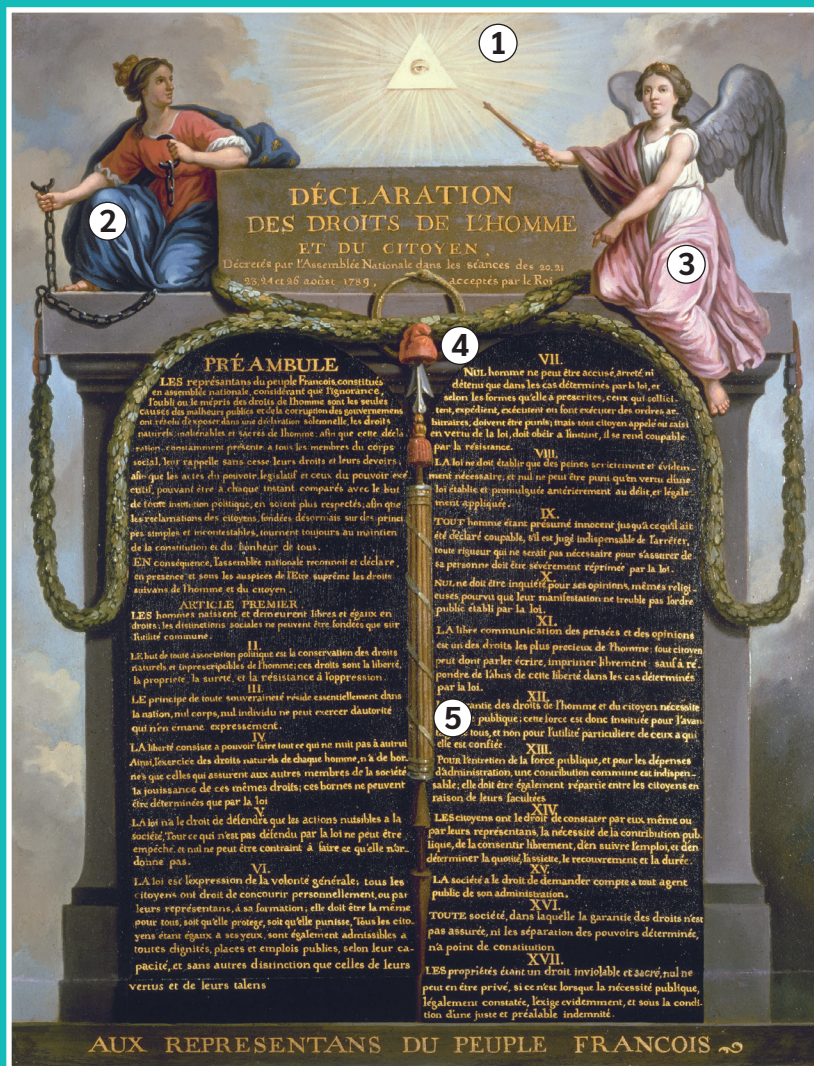 1
2
3
DÉCLARATION
DES DROITS DE L'HOMME
ET DU CITOYEN,
Décretés par l'Assemblée Nationale dans les séances des 20, 21
23, 24 et 26 aoùst 1789, acceptés par le Roi
4
PRÉAMBULE
LES représantans du peuple Francois, constitués
en assemblée nationale, considérant que l'ignorance,
l'oubli ou le mépris des droits de l'homme sont les seules
causes des malheurs publics et de la corruption des gouvernemens
ont résolu d'exposer dans une déclaration solemnelle, les droits
naturels, inaliénables et sacrés de l'homme; afin que cette décla
ration, constamment présente a tous les membres du corps
social, leur rappelle sans cesse leurs droits et leurs devoirs;
afin que les actes du pouvoir législatif et ceux du pouvoir exé
cutif, pouvant être à chaque instant comparés avec le but
de toute institution politique, en soient plus respectés; afin que
les reclamations des citoyens, fondées désormais sur des princi
pes simples et incontestables, tournent toujours au maintien
de la constitution et du bonheur de tous.
EN conséquence, l'assemblée nationale reconnoit et déclare,
en presence et sous les auspices de l'Etre suprême les droits
suivans de l'homme et du citoyen.
ARTICLE PREMIER
LES hommes naissent et demeurent libres et égaux en
droits; les distinctions sociales ne peuvent être fondées que sur
l'utilité commune.
II.
LE but de toute association politique est la conservation des droits
naturels et inprescripibles de l'homme; ces droits sont la liberté,
la propriété, la sureté, et la résistance à l'oppression.
III.
LE principe de toute souveraineté réside essentiellement dans
la nation, nul corps, nul individu ne peut exercer d'autorité
qui n'en émane expressement.
IV.
LA liberté consiste a pouvoir faire tout ce qui ne nuit pas à autrui
Ainsi, l'exercice des droits naturels de chaque homme, n'a de bor-
nes que celles qui assurent aux autres membres de la société
la jouissance de ces mêmes droits; ces bornes ne peuvent
être déterminées que par la loi
V.
LA loi n'a le droit de défendre que les actions nuisibles a la
société. Tout ce qui n'est pas défendu par la loi ne peut être
empêché, et nul ne peut être contraint à faire ce qu'elle n'or-
donne pas.
VI.
LA loi est l'expression de la volonté générale; tous les
citoyens ont droit de concourir personnellement, ou par
leurs représentans, à sa formation; elle doit être la même
pour tous, soit qu'elle protege, soit qu'elle punisse. Tous les cito-
yens étant égaux à ses yeux, sont également admissibles a
toutes dignités, places et emplois publics, selon leur ca-
pacité, et sans autres distinction que celles de leurs
vertus et de leurs talens
VII.
NUL homme ne peut être accusé, arreté, ni
détenu que dans les cas déterminés par la loi, et
selon les formes qu'elle a prescrites, ceux qui sollici-
tent, expédient, exécutent ou font exécuter des ordres ar-
bitraires, doivent être punis; mais tout citoyen appelé ou saisi
en vertu de la loi, doit obéir a l'instant, il se rend coupable
par la résistance.
VIII.
LA loi ne doit établir que des peines strictement et évidem-
ment nécessaire, et nul ne peut être puni qu'en vertu d'une
loi établie et promulguée antérierement au délit, et légale
ment appliquée.
IX.
TOUT homme étant présumé innocent jusqu'a ce qu'il ait
été déclaré coupable, s'il est jugé indispensable de l'arrêter,
toute rigueur qui ne serait pas nécessaire pour s'assurer de
sa personne doit être sévérement réprimée par la loi.
X.
NUL ne doit être inquiété pour ses opinions, mêmes religi
euses pourvu que leur manifestation ne trouble pas l'ordre
public établi par la loi.
XI.
LA libre communication des pensées et des opinions
est un des droits les plus precieux de l'homme; tout citoyen
peut donc parler écrire, imprimer librement: sauf à ré
pondre de l'abus de cette liberté dans les cas déterminés
par la loi.
XII.
antie des droits de l'homme et du citoyen nécessite
publique; cette force est donc instituée pour l'avan
tous, et non pour l'utilité particuliere de ceux a qui
elle est confiée.
5
XIII.
POUR l'entretien de la force publique, et pour les dépenses
d'administration, une contribution commune est indispen-
sable; elle doit être également répartie entre les citoyens en
raison de leurs facultées
XIV.
LES citoyens ont le droit de constater par eux même ou
par leurs représentans, la nécessité de la contribution pub-
lique, de la consentir librement, d'en suivre l'emploi, et d'en
déterminer la quotité, l'assiette, le recouvrement et la durée.
XV.
LA société a le droit de demander compte a tout agent
public de son administration.
XVI.
TOUTE société, dans laquelle la garantie des droits n'est
pas assurée, ni les séparation des pouvoirs déterminée,
n'a point de constitution
XVII.
LES propriétés étant un droit inviolable et sacré, nul ne
peut en être privé, si ce n'est lorsque la nécessité publique,
légalement constatée, l'exige evidemment, et sous la condi-
tion d'une juste et préalable indemnité.
AUX REPRESENTANS DU PEUPLE FRANCOIS